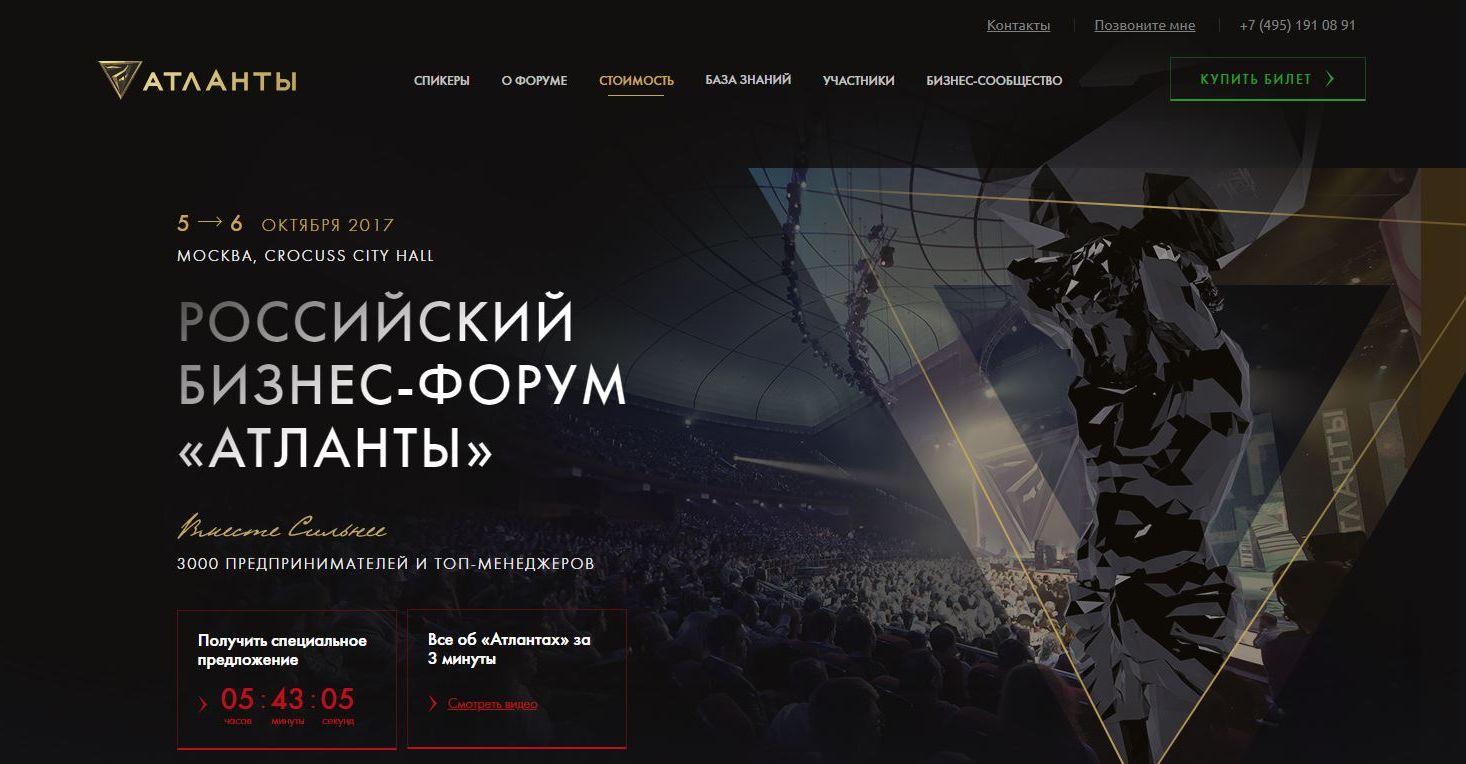 Контакты
Позвоните мне
+7 (495) 191 08 91
АТЛАНТЫ
СПИКЕРЫ
О ФОРУМЕ
СТОИМОСТЬ
БАЗА ЗНАНИЙ
УЧАСТНИКИ
БИЗНЕС-СООБЩЕСТВО
КУПИТЬ БИЛЕТ
5 → 6 ОКТЯБРЯ 2017
МОСКВА, CROCUSS CITY HALL
РОССИЙСКИЙ
БИЗНЕС-ФОРУМ
«АТЛАНТЫ»
Вместе Сильнее
3000 ПРЕДПРИНИМАТЕЛЕЙ И ТОП-МЕНЕДЖЕРОВ
Получить специальное
предложение
05 : 43 : 05
часов минуты секунд
Все об «Атлантах» за
3 минуты
Смотреть видео
АТЛАНТЫ